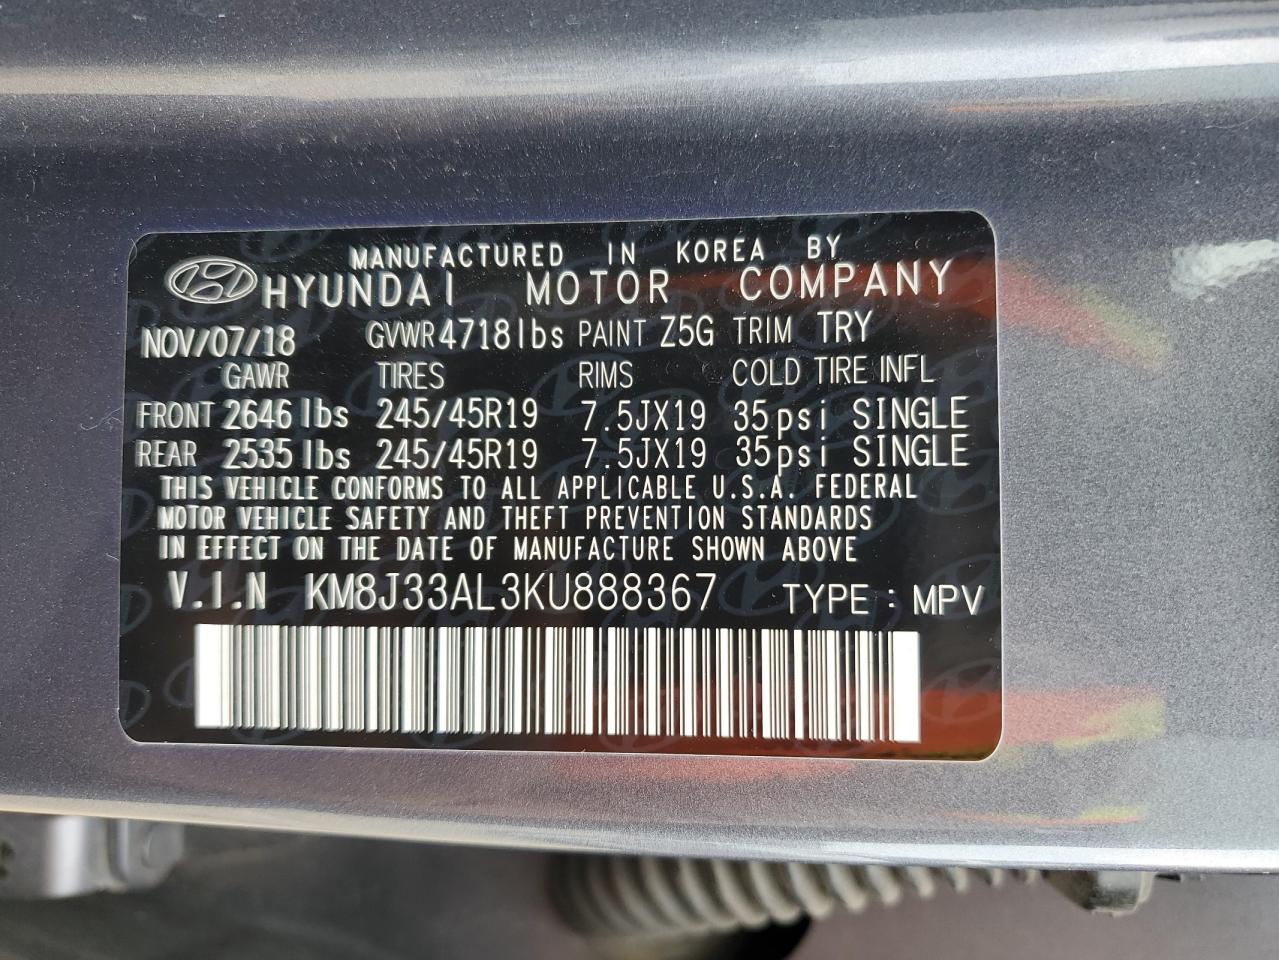 MANUFACTURED IN KOREA BY
HYUNDAI MOTOR COMPANY
NOV/07/18 GVWR 4718lbs PAINT Z5G TRIM TRY
GAWR TIRES RIMS COLD TIRE INFL
FRONT 2646 lbs 245/45R19 7.5JX19 35psi SINGLE
REAR 2535 lbs 245/45R19 7.5JX19 35psi SINGLE
THIS VEHICLE CONFORMS TO ALL APPLICABLE U.S.A. FEDERAL
MOTOR VEHICLE SAFETY AND THEFT PREVENTION STANDARDS
IN EFFECT ON THE DATE OF MANUFACTURE SHOWN ABOVE
V.I.N KM8J33AL3KU888367 TYPE : MPV